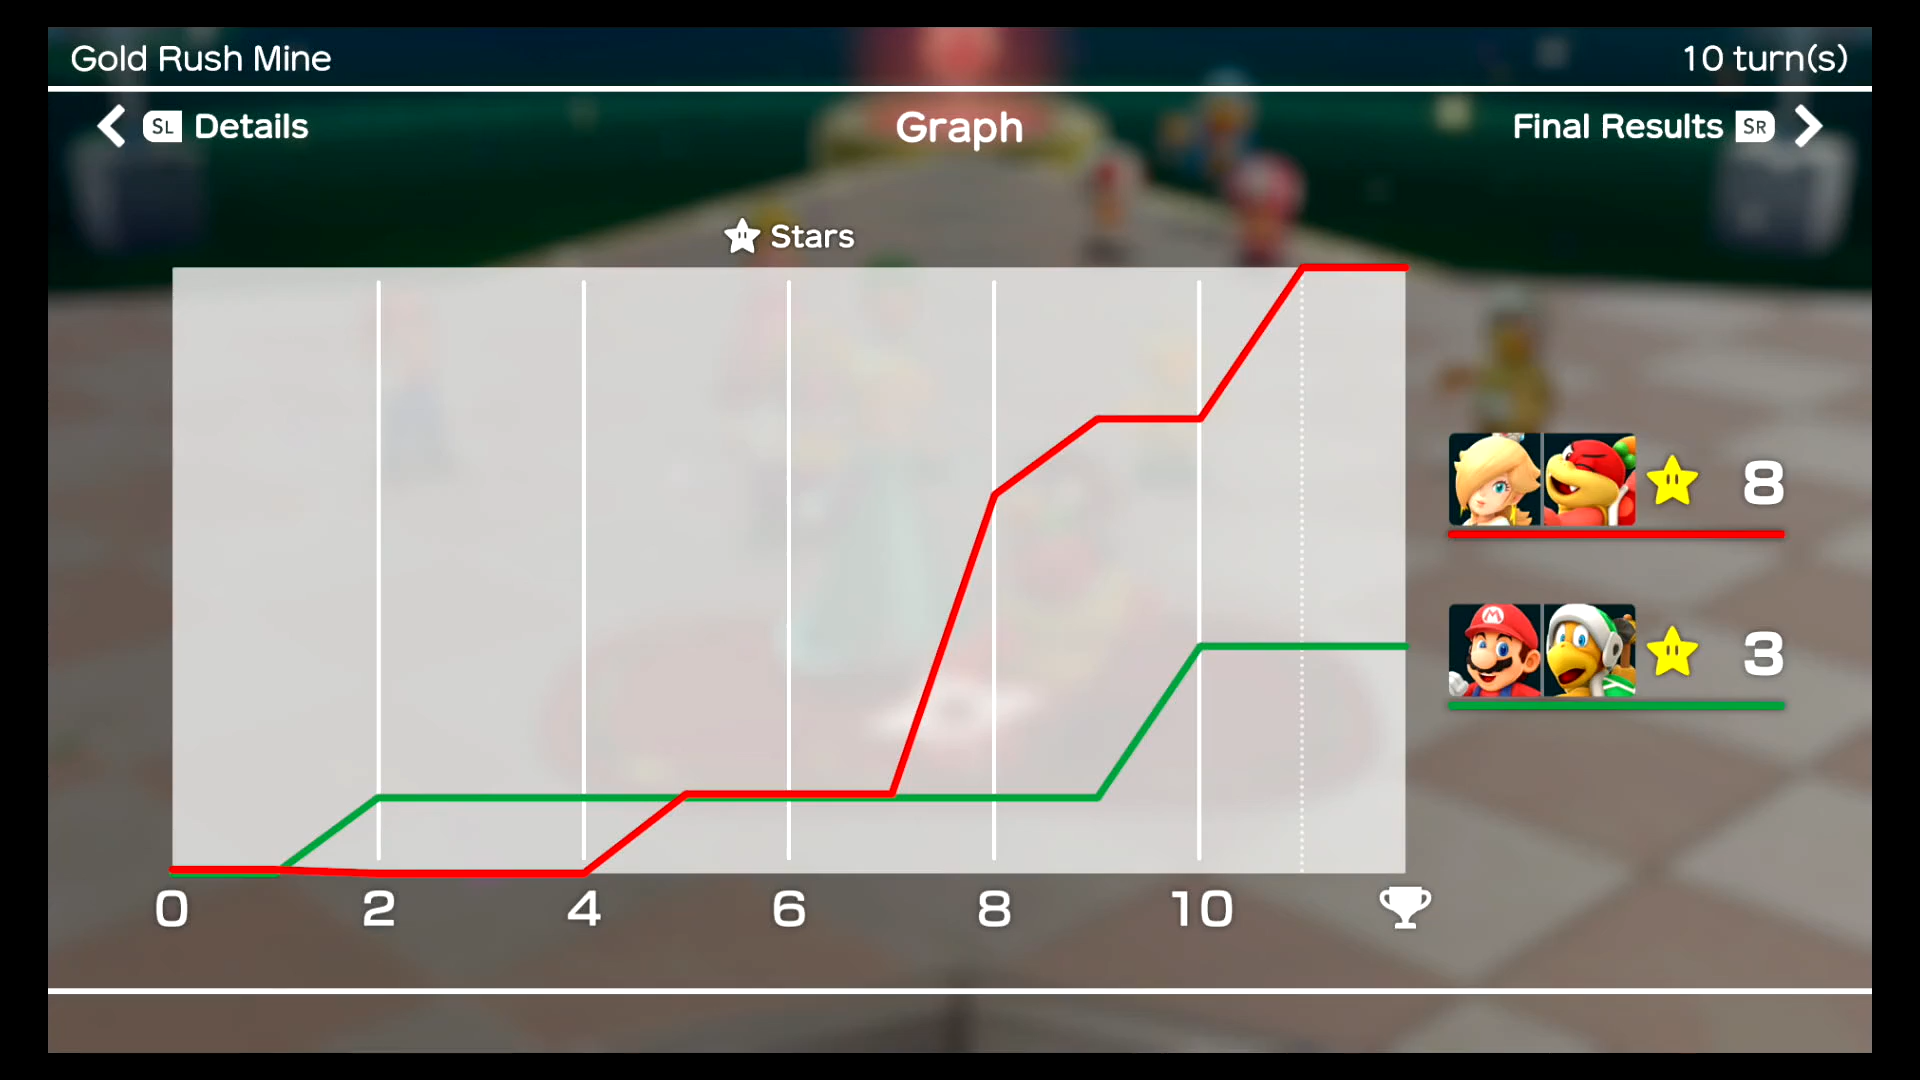 Gold Rush Mine
10 turn(s)
SL Details
Graph
Final Results SR
Stars
8
M
3
0 2 4 6 8 10